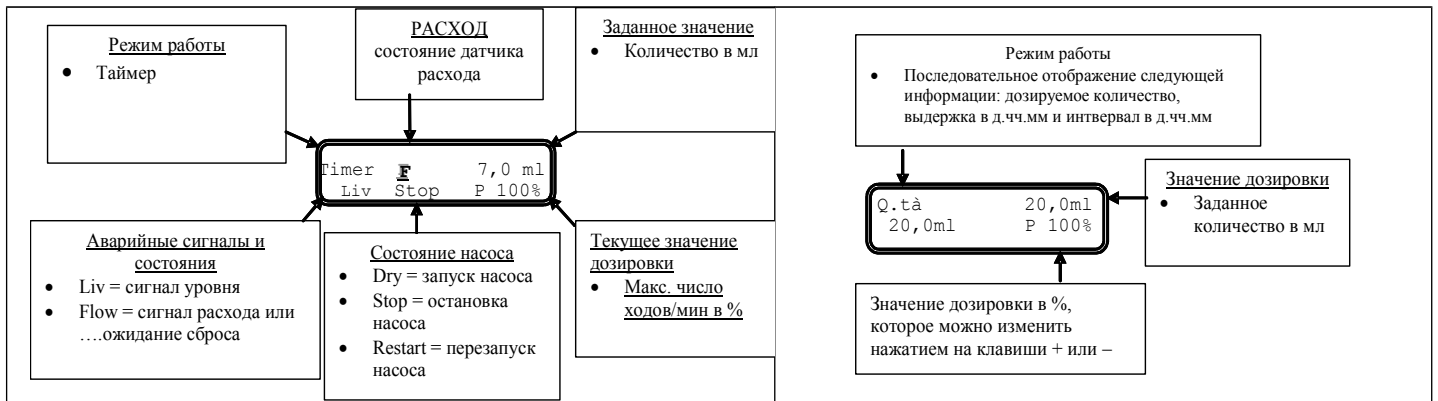 Режим работы
• Таймер
РАСХОД
состояние датчика
расхода
Заданное значение
• Количество в мл
Timer F 7,0 ml
Liv Stop P 100%
Аварийные сигналы и
состояния
• Liv = сигнал уровня
• Flow = сигнал расхода или
….ожидание сброса
Состояние насоса
• Dry = запуск насоса
• Stop = остановка
насоса
• Restart = перезапуск
насоса
Текущее значение
дозировки
• Макс. число
ходов/мин в %
Режим работы
• Последовательное отображение следующей
информации: дозируемое количество,
выдержка в д.чч.мм и интвервал в д.чч.мм
Q.tà 20,0ml
20,0ml P 100%
Значение дозировки
• Заданное
количество в мл
Значение дозировки в %,
которое можно изменить
нажатием на клавиши + или –